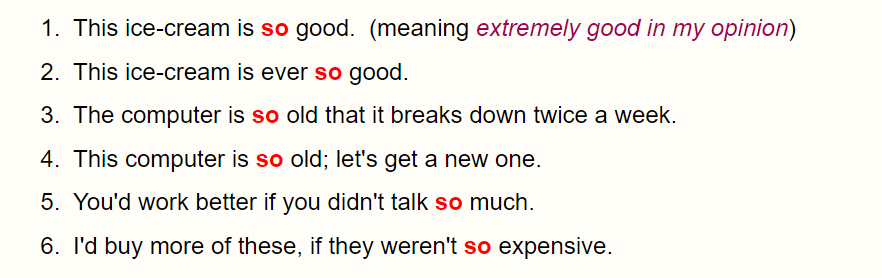 1. This ice-cream is so good. (meaning extremely good in my opinion)
2. This ice-cream is ever so good.
3. The computer is so old that it breaks down twice a week.
4. This computer is so old; let's get a new one.
5. You'd work better if you didn't talk so much.
6. I'd buy more of these, if they weren't so expensive.